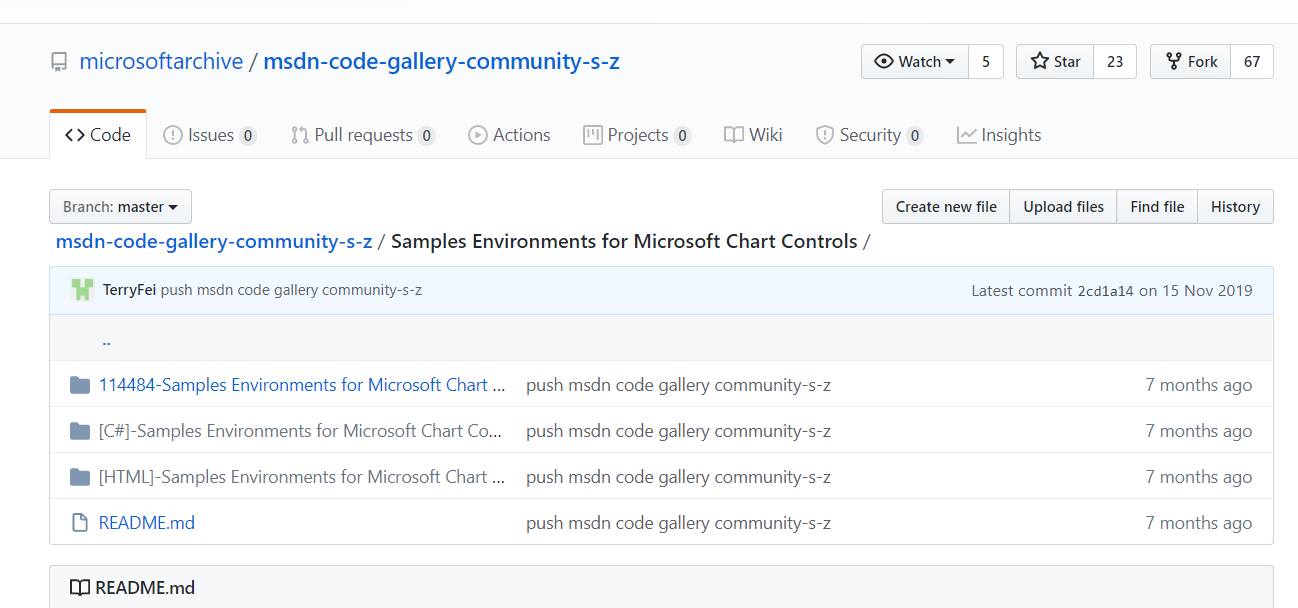 microsoftarchive / msdn-code-gallery-community-s-z
Watch 5 Star 23 Fork 67
Code Issues 0 Pull requests 0 Actions Projects 0 Wiki Security 0 Insights
Branch: master Create new file Upload files Find file History
msdn-code-gallery-community-s-z / Samples Environments for Microsoft Chart Controls /
TerryFei push msdn code gallery community-s-z Latest commit 2cd1a14 on 15 Nov 2019
..
114484-Samples Environments for Microsoft Chart ... push msdn code gallery community-s-z 7 months ago
[C#]-Samples Environments for Microsoft Chart Co... push msdn code gallery community-s-z 7 months ago
[HTML]-Samples Environments for Microsoft Chart ... push msdn code gallery community-s-z 7 months ago
README.md push msdn code gallery community-s-z 7 months ago
README.md